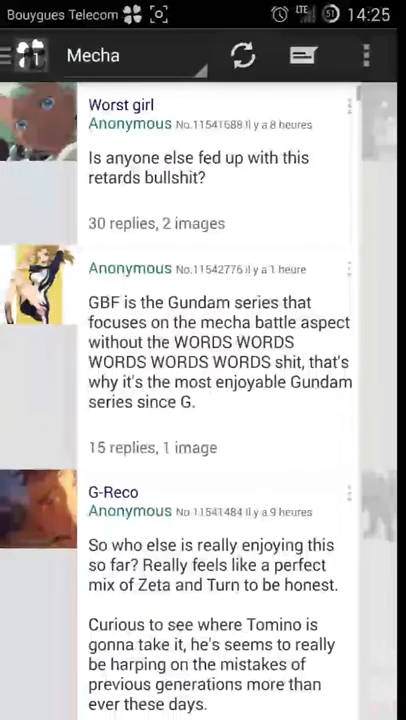 Bouygues Telecom LTE 51 14:25
1 Mecha
Worst girl
Anonymous No.11541688 il y a 8 heures
Is anyone else fed up with this
retards bullshit?
30 replies, 2 images
Anonymous No.11542776 il y a 1 heure
GBF is the Gundam series that
focuses on the mecha battle aspect
without the WORDS WORDS
WORDS WORDS WORDS shit, that's
why it's the most enjoyable Gundam
series since G.
15 replies, 1 image
G-Reco
Anonymous No.11541484 il y a 9 heures
So who else is really enjoying this
so far? Really feels like a perfect
mix of Zeta and Turn to be honest.
Curious to see where Tomino is
gonna take it, he's seems to really
be harping on the mistakes of
previous generations more than
ever these days.